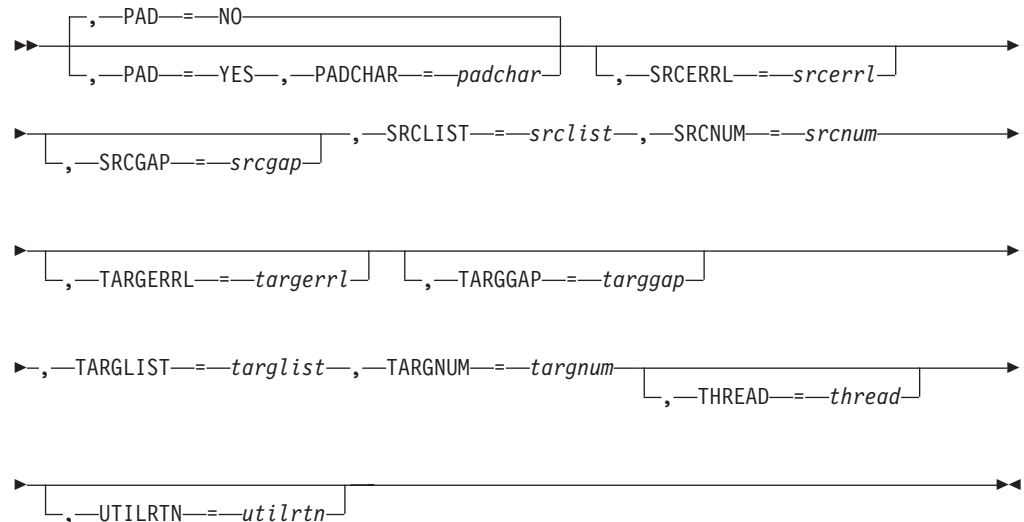 ,PAD=NO
,PAD=YES,PADCHAR=padchar
,SRCERRL=srcerrl
,SRCGAP=srcgap
,SRCLIST=srclist,SRCNUM=srcnum
,TARGERRL=targerrl
,TARGGAP=targgap
,TARGLIST=targlist,TARGNUM=targnum
,THREAD=thread
,UTILRTN=utilrtn